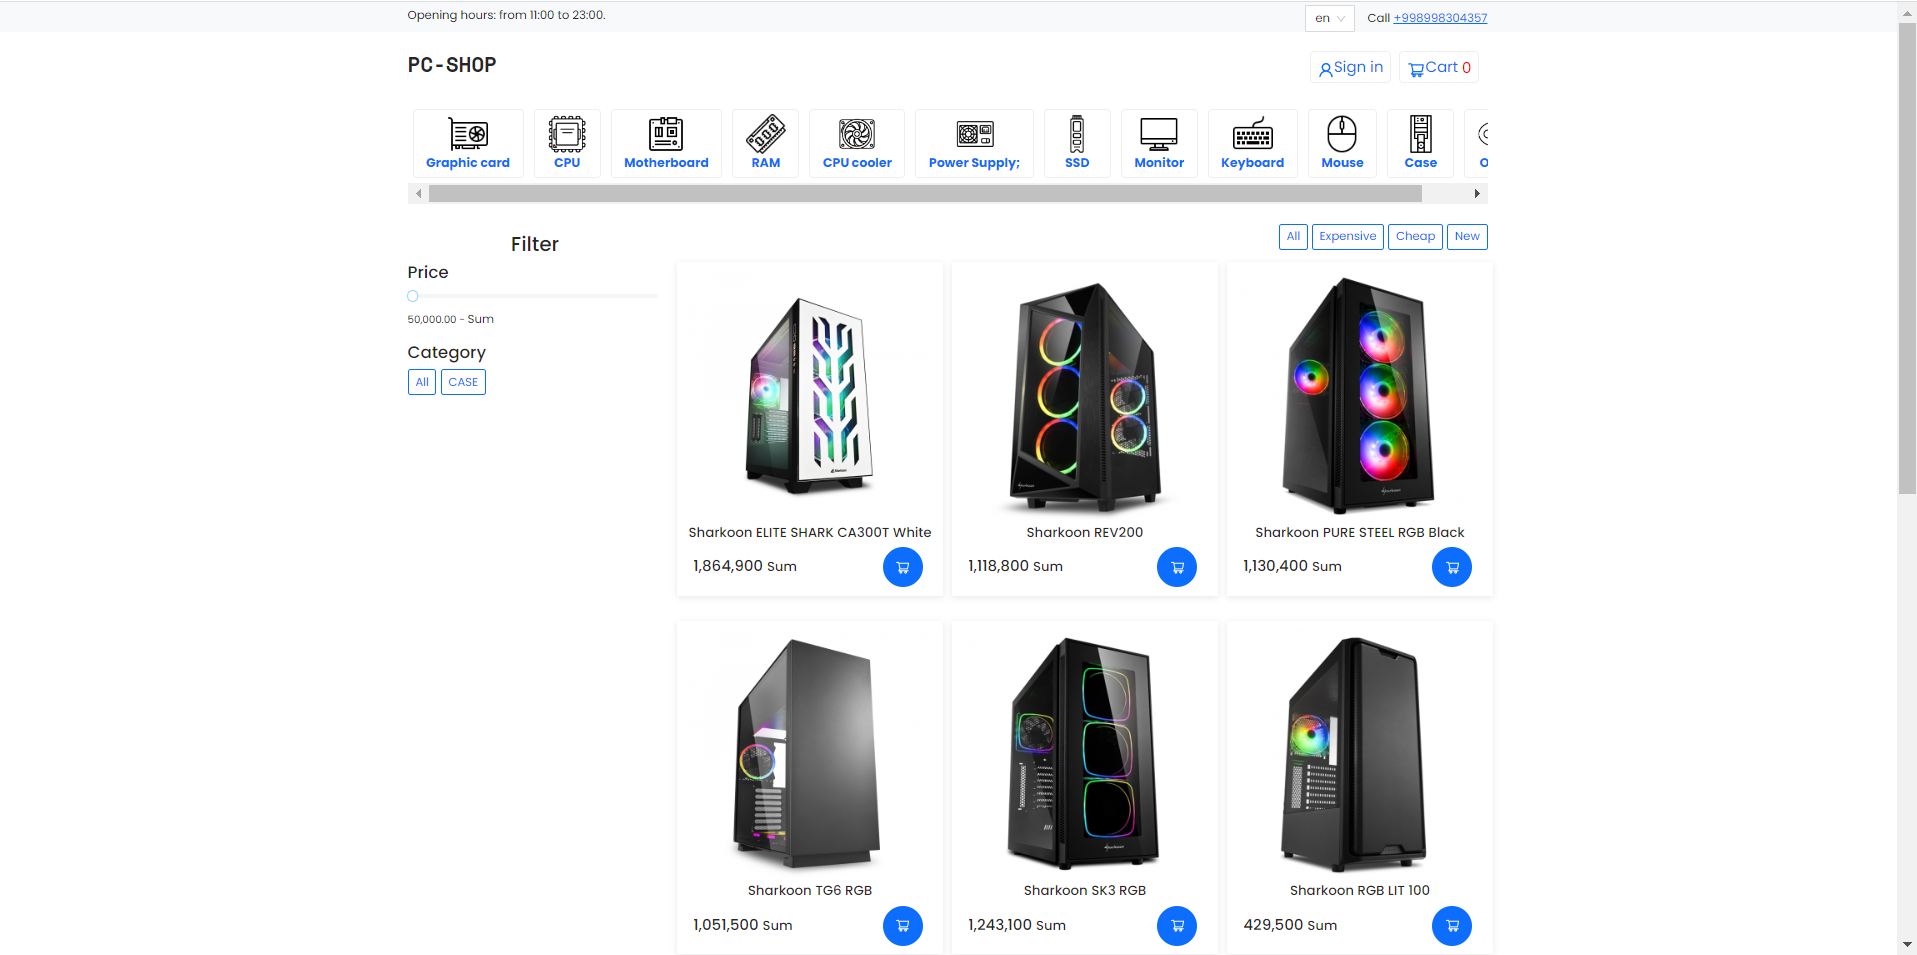 Opening hours: from 11:00 to 23:00.
en
Call +998998304357
PC-SHOP
Sign in
Cart 0
Graphic card
CPU
Motherboard
RAM
CPU cooler
Power Supply;
SSD
Monitor
Keyboard
Mouse
Case
Filter
All
Expensive
Cheap
New
Price
50,000.00 - Sum
Category
All
CASE
Sharkoon ELITE SHARK CA300T White
1,864,900 Sum
Sharkoon REV200
1,118,800 Sum
Sharkoon PURE STEEL RGB Black
1,130,400 Sum
Sharkoon TG6 RGB
1,051,500 Sum
Sharkoon SK3 RGB
1,243,100 Sum
Sharkoon RGB LIT 100
429,500 Sum